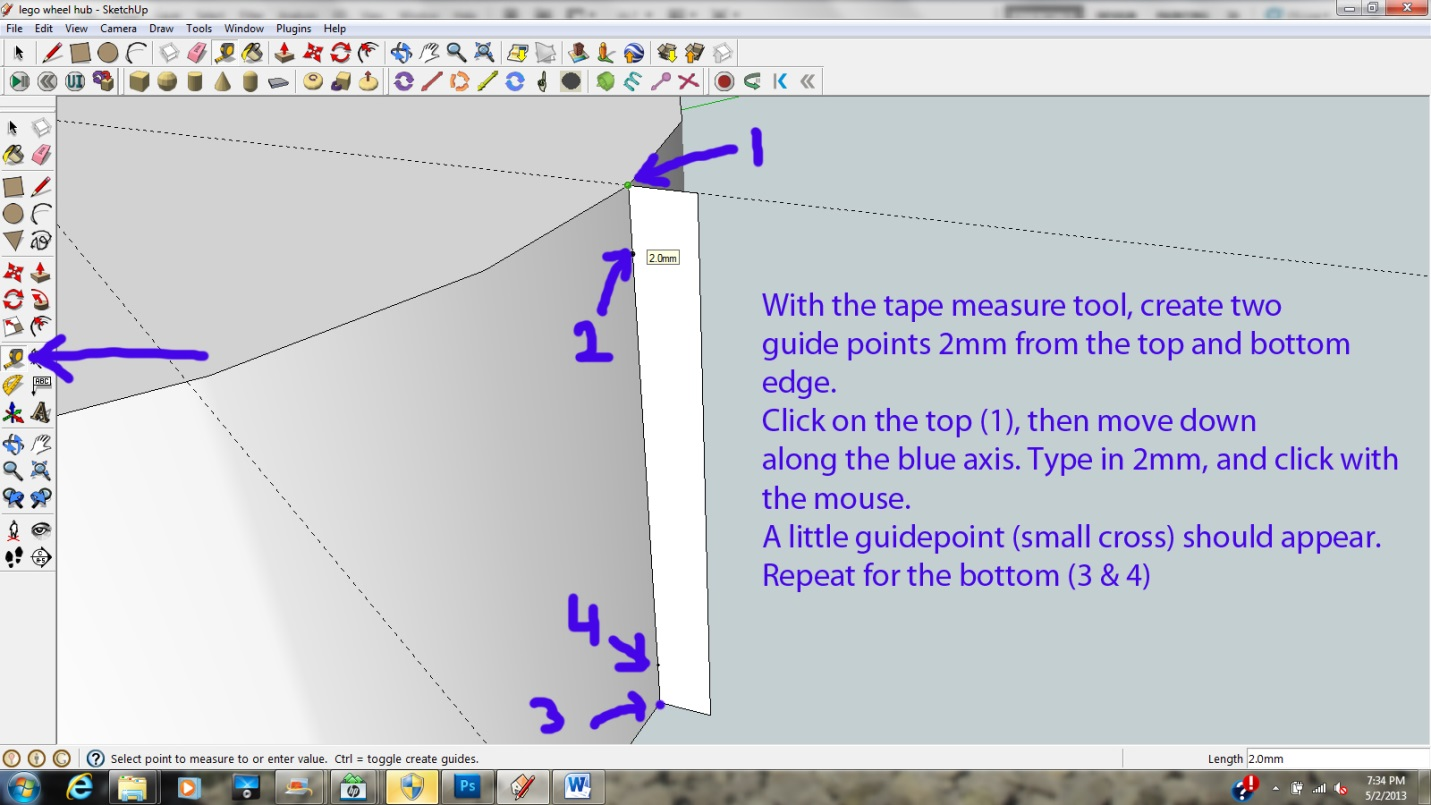 lego wheel hub - SketchUp
File Edit View Camera Draw Tools Window Plugins Help
UI
1
2.0mm
2
ABC
With the tape measure tool, create two
guide points 2mm from the top and bottom
edge.
Click on the top (1), then move down
along the blue axis. Type in 2mm, and click with
the mouse.
A little guidepoint (small cross) should appear.
Repeat for the bottom (3 & 4)
4
3
Select point to measure to or enter value. Ctrl = toggle create guides.
Length 2.0mm
hp
Ps
W
7:34 PM
5/2/2013